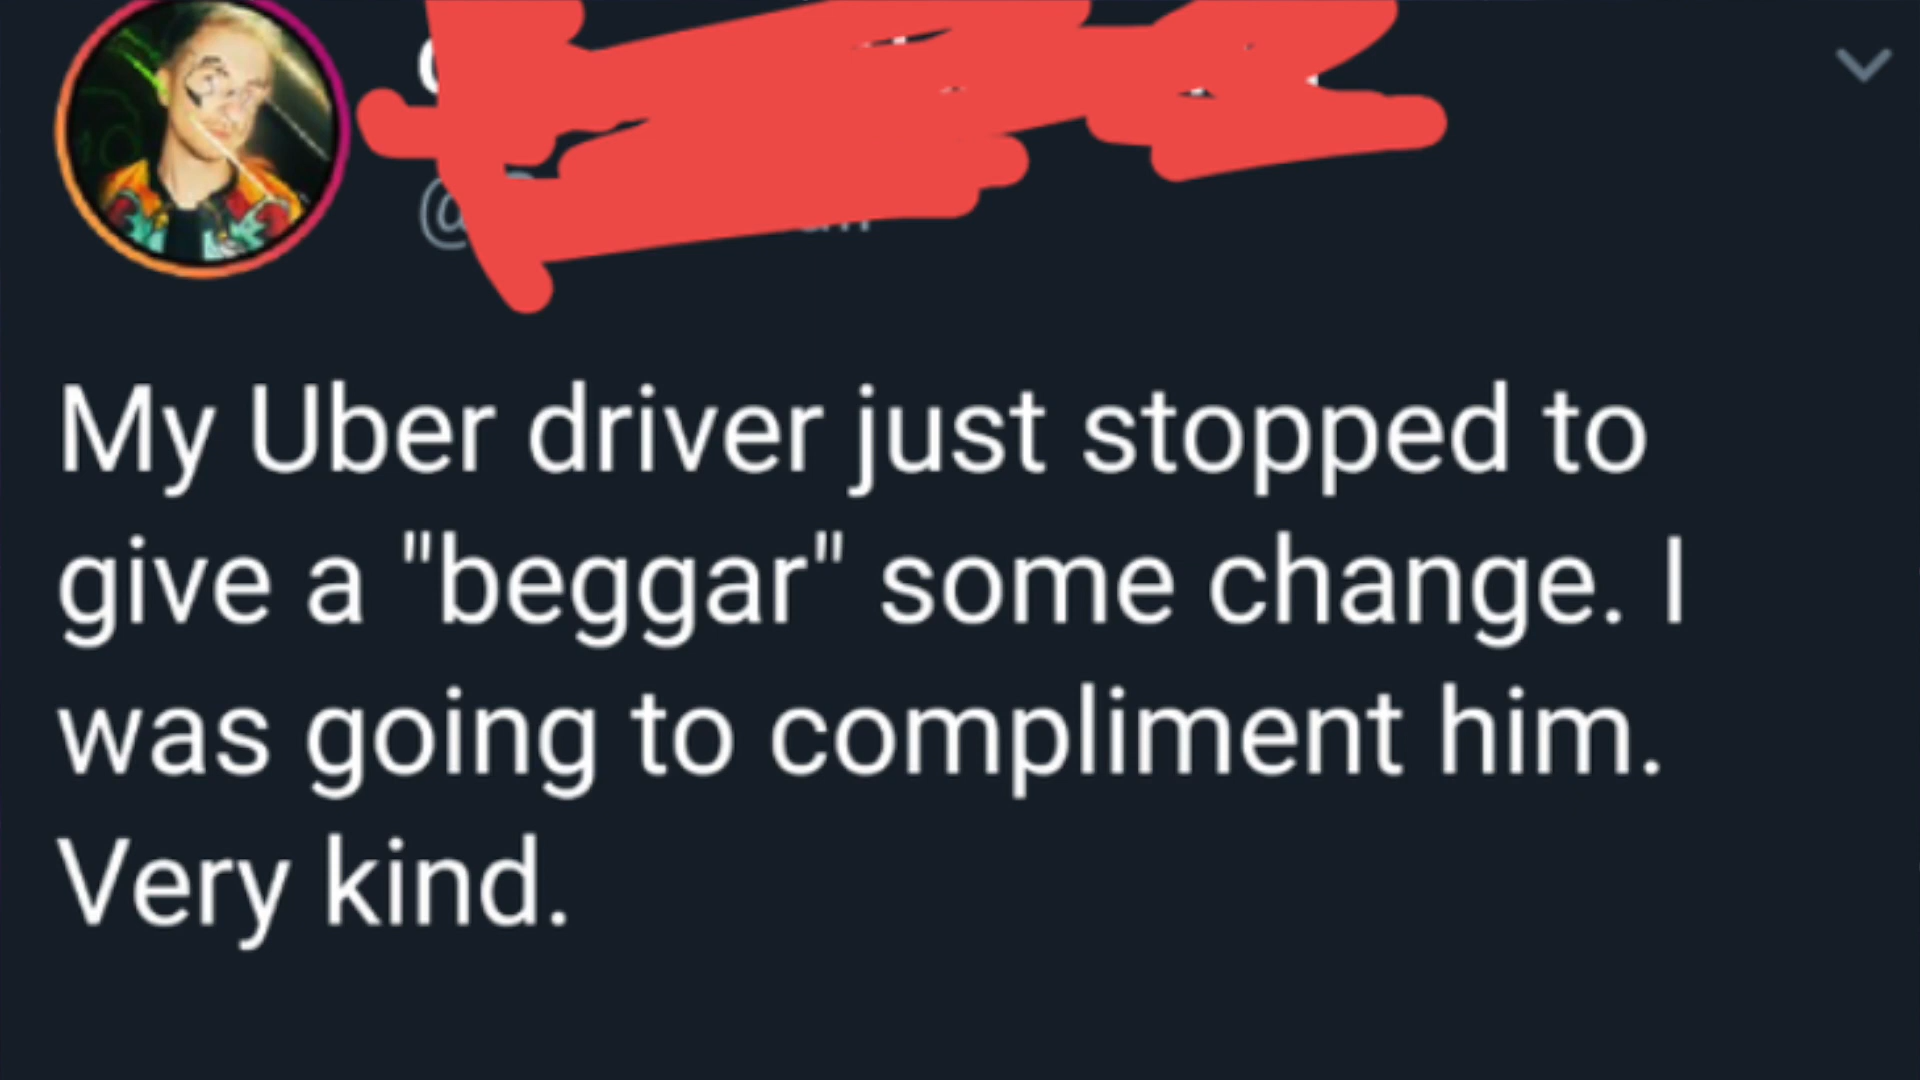 My Uber driver just stopped to
give a "beggar" some change. I
was going to compliment him.
Very kind.